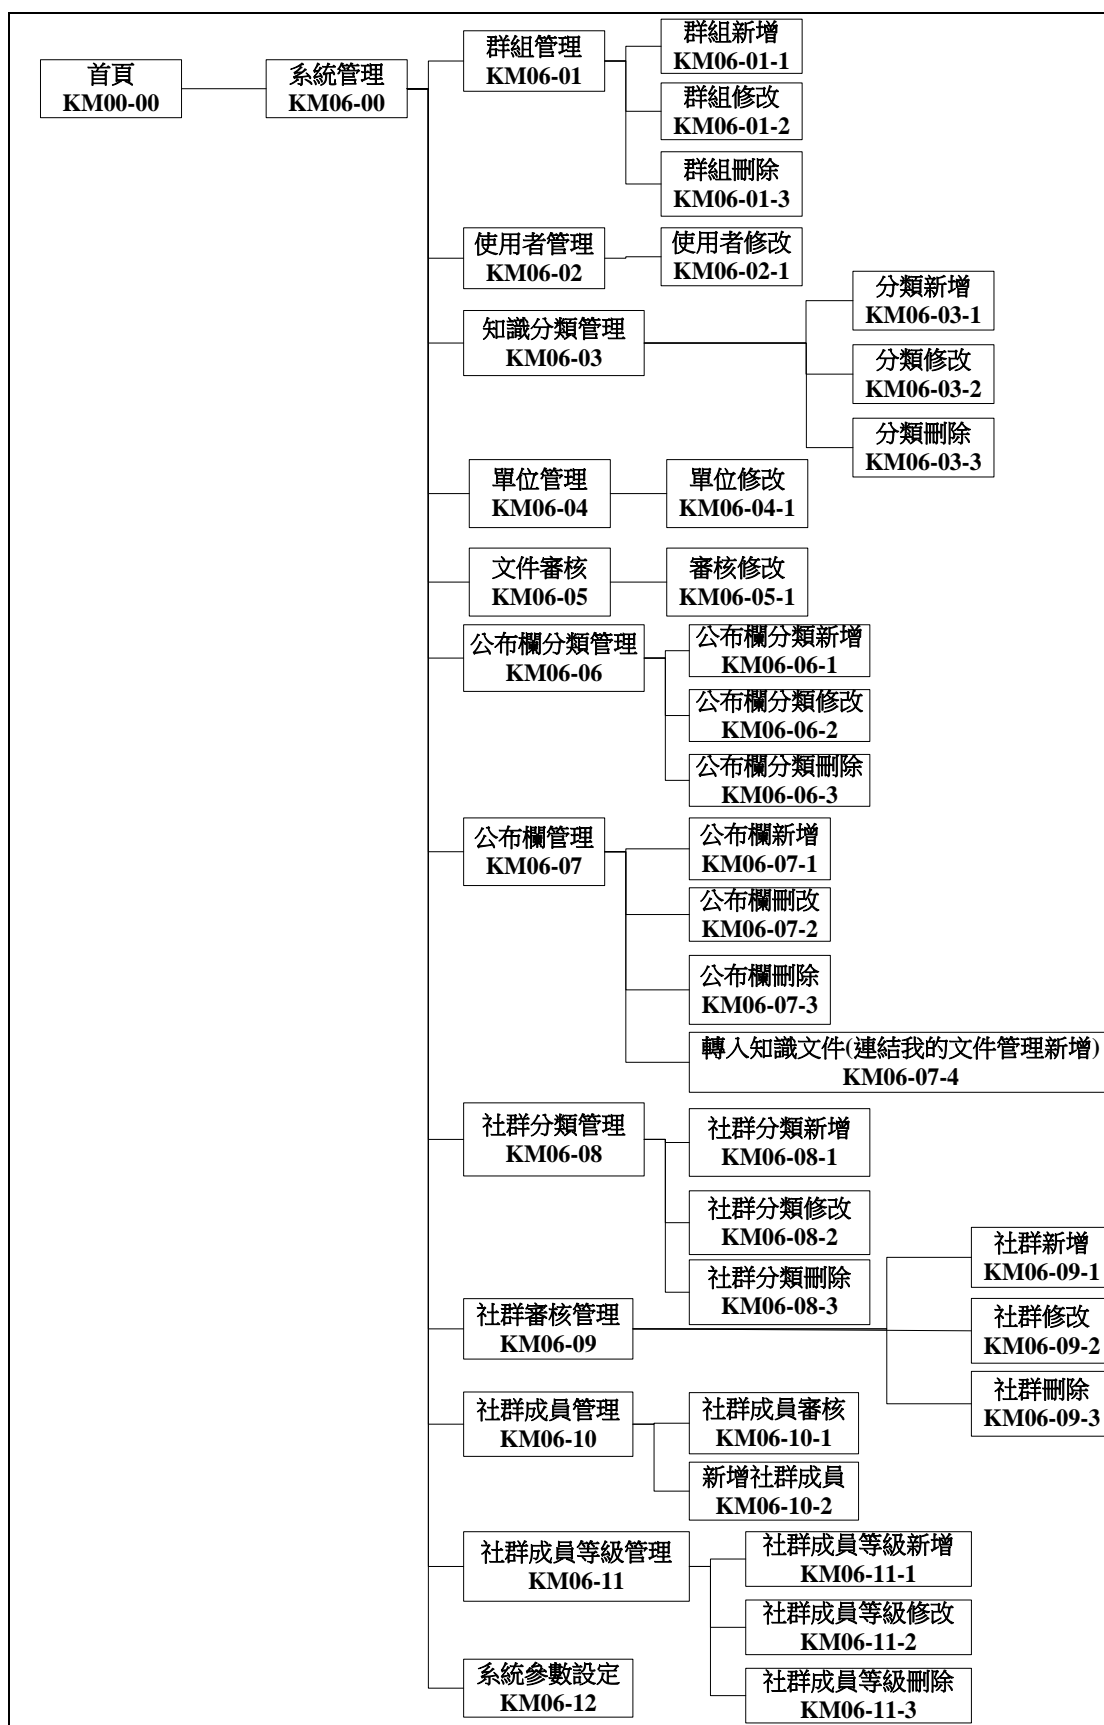 首頁
KM00-00
系統管理
KM06-00
群組管理
KM06-01
群組新增
KM06-01-1
群組修改
KM06-01-2
群組刪除
KM06-01-3
使用者管理
KM06-02
使用者修改
KM06-02-1
知識分類管理
KM06-03
分類新增
KM06-03-1
分類修改
KM06-03-2
分類刪除
KM06-03-3
單位管理
KM06-04
單位修改
KM06-04-1
文件審核
KM06-05
審核修改
KM06-05-1
公布欄分類管理
KM06-06
公布欄分類新增
KM06-06-1
公布欄分類修改
KM06-06-2
公布欄分類刪除
KM06-06-3
公布欄管理
KM06-07
公布欄新增
KM06-07-1
公布欄刪改
KM06-07-2
公布欄刪除
KM06-07-3
轉入知識文件(連結我的文件管理新增)
KM06-07-4
社群分類管理
KM06-08
社群分類新增
KM06-08-1
社群分類修改
KM06-08-2
社群分類刪除
KM06-08-3
社群審核管理
KM06-09
社群新增
KM06-09-1
社群修改
KM06-09-2
社群刪除
KM06-09-3
社群成員管理
KM06-10
社群成員審核
KM06-10-1
新增社群成員
KM06-10-2
社群成員等級管理
KM06-11
社群成員等級新增
KM06-11-1
社群成員等級修改
KM06-11-2
社群成員等級刪除
KM06-11-3
系統參數設定
KM06-12